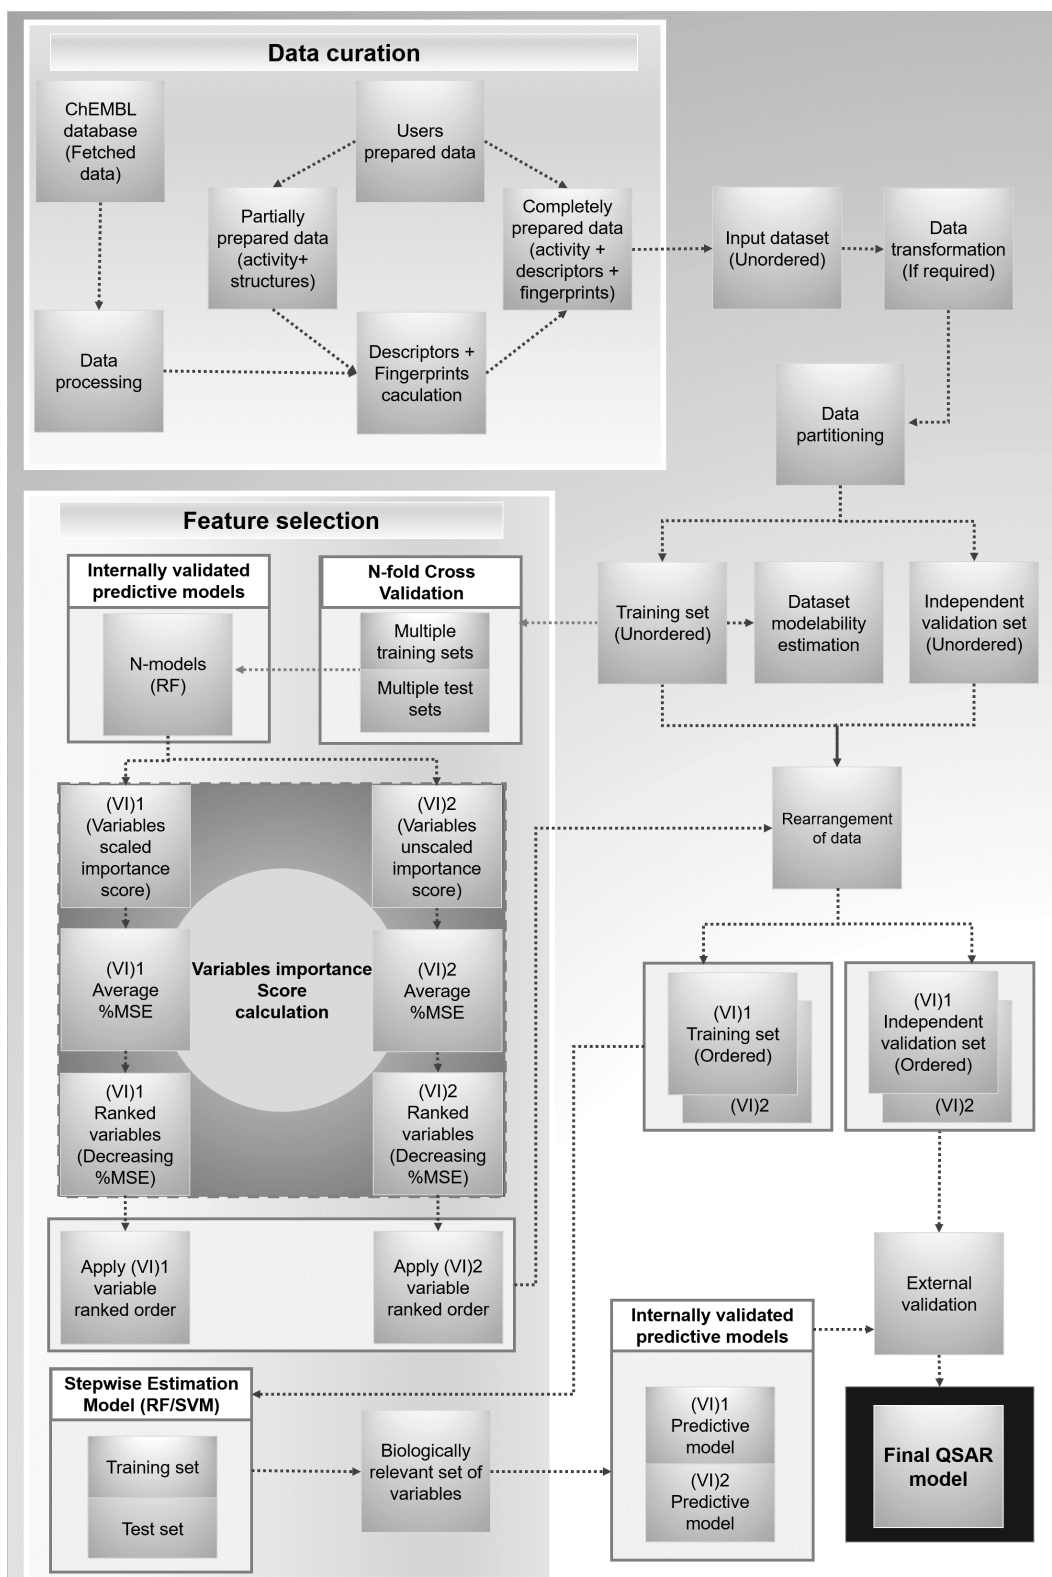 Data curation
ChEMBL
database
(Fetched
data)
Users
prepared data
Partially
prepared data
(activity+
structures)
Completely
prepared data
(activity +
descriptors +
fingerprints)
Input dataset
(Unordered)
Data
transformation
(If required)
Data
processing
Descriptors +
Fingerprints
caculation
Data
partitioning
Feature selection
Internally validated
predictive models
N-models
(RF)
N-fold Cross
Validation
Multiple
training sets
Multiple test
sets
Training set
(Unordered)
Dataset
modelability
estimation
Independent
validation set
(Unordered)
(VI)1
(Variables
scaled
importance
score)
(VI)2
(Variables
unscaled
importance
score)
Rearrangement
of data
(VI)1
Average
%MSE
Variables importance
Score
calculation
(VI)2
Average
%MSE
(VI)1
Training set
(Ordered)
(VI)2
(VI)1
Independent
validation set
(Ordered)
(VI)2
(VI)1
Ranked
variables
(Decreasing
%MSE)
(VI)2
Ranked
variables
(Decreasing
%MSE)
Apply (VI)1
variable
ranked order
Apply (VI)2
variable
ranked order
External
validation
Internally validated
predictive models
(VI)1
Predictive
model
(VI)2
Predictive
model
Stepwise Estimation
Model (RF/SVM)
Training set
Test set
Biologically
relevant set of
variables
Final QSAR
model